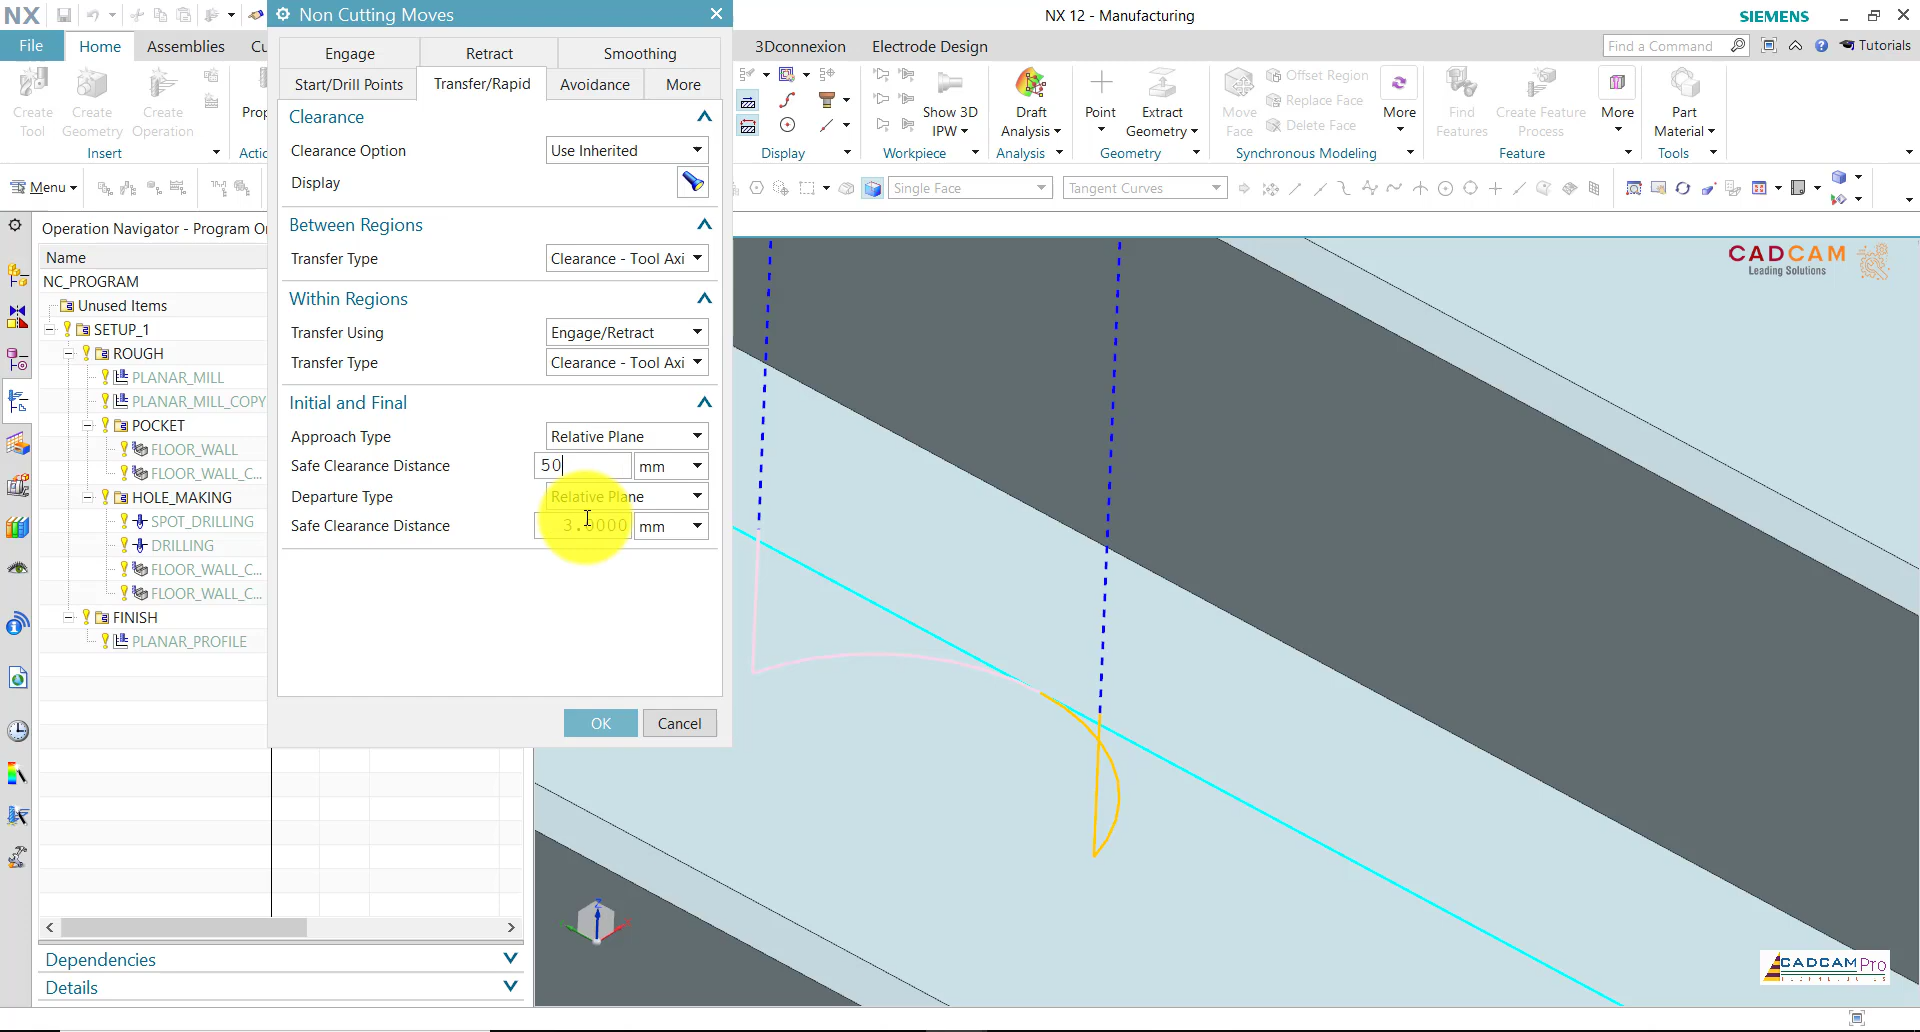 NX
Non Cutting Moves
NX 12 - Manufacturing
SIEMENS
File
Home
Assemblies
3Dconnexion
Electrode Design
Find a Command
Tutorials
Engage
Retract
Smoothing
Start/Drill Points
Transfer/Rapid
Avoidance
More
Create Tool
Create Geometry
Create Operation
Insert
Show 3D IPW
Draft Analysis
Point
Extract Geometry
Move Face
Offset Region
Replace Face
Delete Face
More
Find Features
Create Feature Process
More
Part Material
Display
Workpiece
Analysis
Geometry
Synchronous Modeling
Feature
Tools
Menu
Single Face
Tangent Curves
Clearance
Clearance Option
Use Inherited
Display
Between Regions
Transfer Type
Clearance - Tool Axi
Within Regions
Transfer Using
Engage/Retract
Transfer Type
Clearance - Tool Axi
Initial and Final
Approach Type
Relative Plane
Safe Clearance Distance
50
mm
Departure Type
Relative Plane
Safe Clearance Distance
3.0000
mm
OK
Cancel
Operation Navigator - Program Or
Name
NC_PROGRAM
Unused Items
SETUP_1
ROUGH
PLANAR_MILL
PLANAR_MILL_COPY
POCKET
FLOOR_WALL
FLOOR_WALL_C...
HOLE_MAKING
SPOT_DRILLING
DRILLING
FLOOR_WALL_C...
FLOOR_WALL_C...
FINISH
PLANAR_PROFILE
Dependencies
Details
CADCAM
Leading Solutions
CADCAM Pro